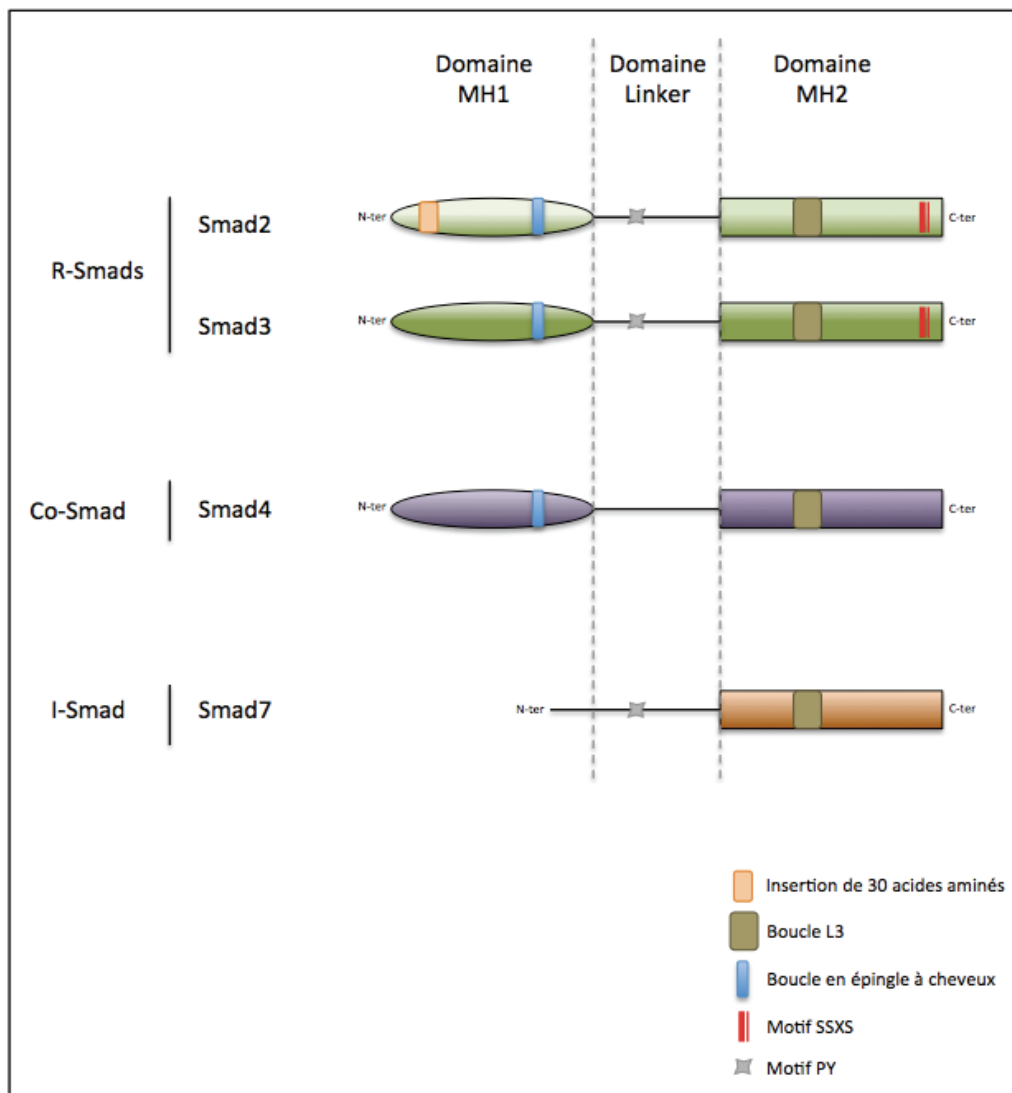 Domaine
MH1
Domaine
Linker
Domaine
MH2
R-Smads
Smad2
N-ter
C-ter
Smad3
N-ter
C-ter
Co-Smad
Smad4
N-ter
C-ter
I-Smad
Smad7
N-ter
C-ter
Insertion de 30 acides aminés
Boucle L3
Boucle en épingle à cheveux
Motif SSXS
Motif PY